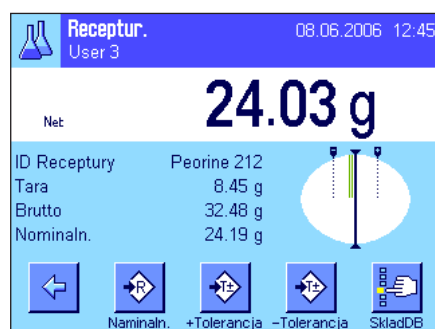 Receptur. 08.06.2006 12:45
User 3
Net 24.03 g
ID Receptury Peorine 212
Tara 8.45 g
Brutto 32.48 g
Nominaln. 24.19 g
R T± T±
Naminaln. +Tolerancja –Tolerancja SkladDB